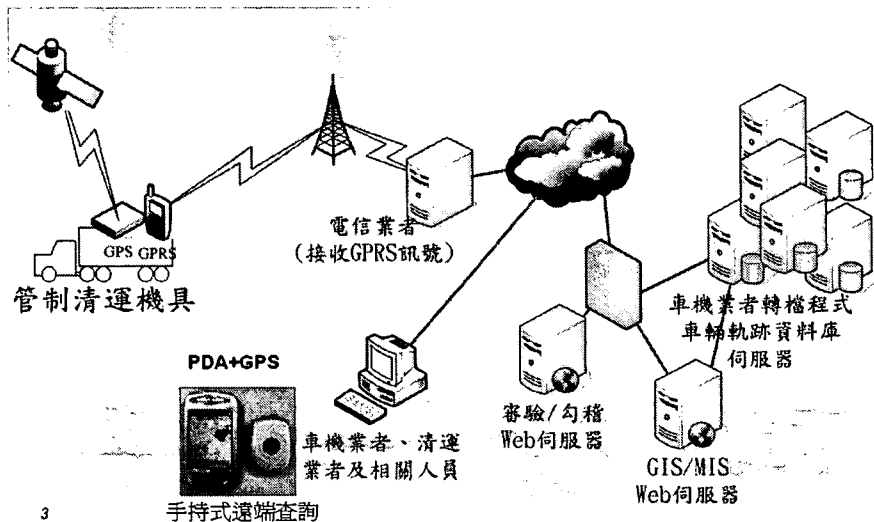 GPS GPRS
管制清運機具
電信業者
(接收GPRS訊號)
車機業者轉檔程式
車輛軌跡資料庫
伺服器
PDA+GPS
車機業者、清運
業者及相關人員
審驗/勾稽
Web伺服器
GIS/MIS
Web伺服器
手持式遠端查詢
3